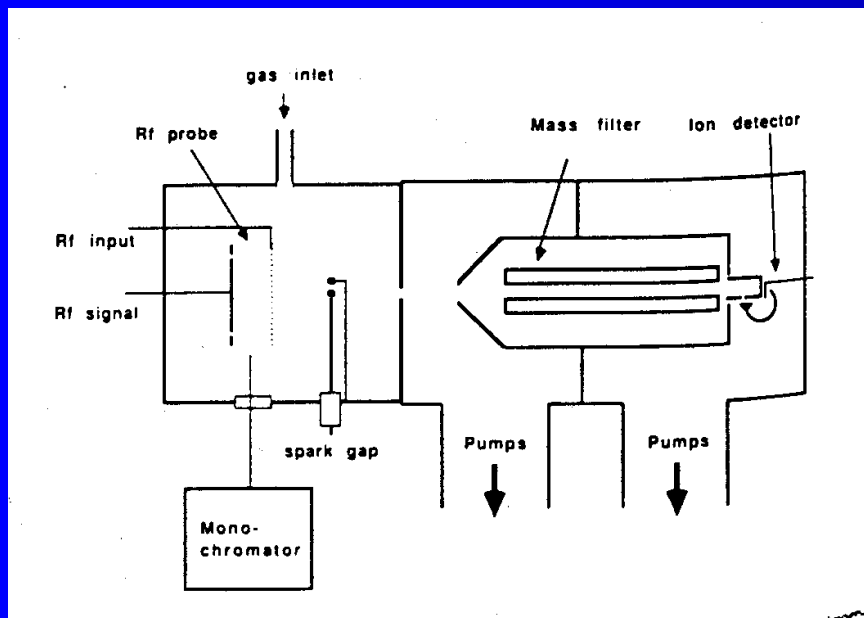 gas inlet
Rf probe
Mass filter
Ion detector
Rf input
Rf signal
spark gap
Pumps
Pumps
Mono-
chromator